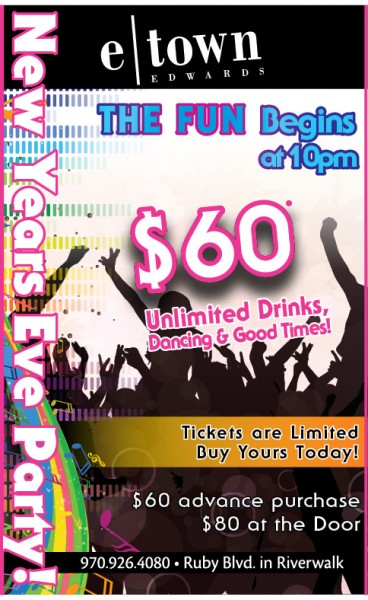 e|town
EDWARDS
New Years Eve Party!
THE FUN Begins
at 10pm
$60*
Unlimited Drinks,
Dancing & Good Times!
Tickets are Limited
Buy Yours Today!
$60 advance purchase
$80 at the Door
970.926.4080 • Ruby Blvd. in Riverwalk